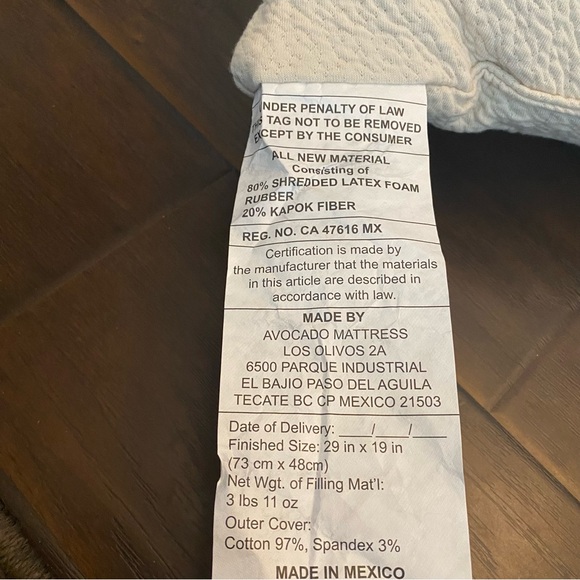 NDER PENALTY OF LAW
TAG NOT TO BE REMOVED
EXCEPT BY THE CONSUMER
ALL NEW MATERIAL
Consisting of
80% SHREDDED LATEX FOAM
RUBBER
20% KAPOK FIBER
REG. NO. CA 47616 MX
Certification is made by
the manufacturer that the materials
in this article are described in
accordance with law.
MADE BY
AVOCADO MATTRESS
LOS OLIVOS 2A
6500 PARQUE INDUSTRIAL
EL BAJIO PASO DEL AGUILA
TECATE BC CP MEXICO 21503
Date of Delivery: ____/____/____
Finished Size: 29 in x 19 in
(73 cm x 48cm)
Net Wgt. of Filling Mat'l:
3 lbs 11 oz
Outer Cover:
Cotton 97%, Spandex 3%
MADE IN MEXICO